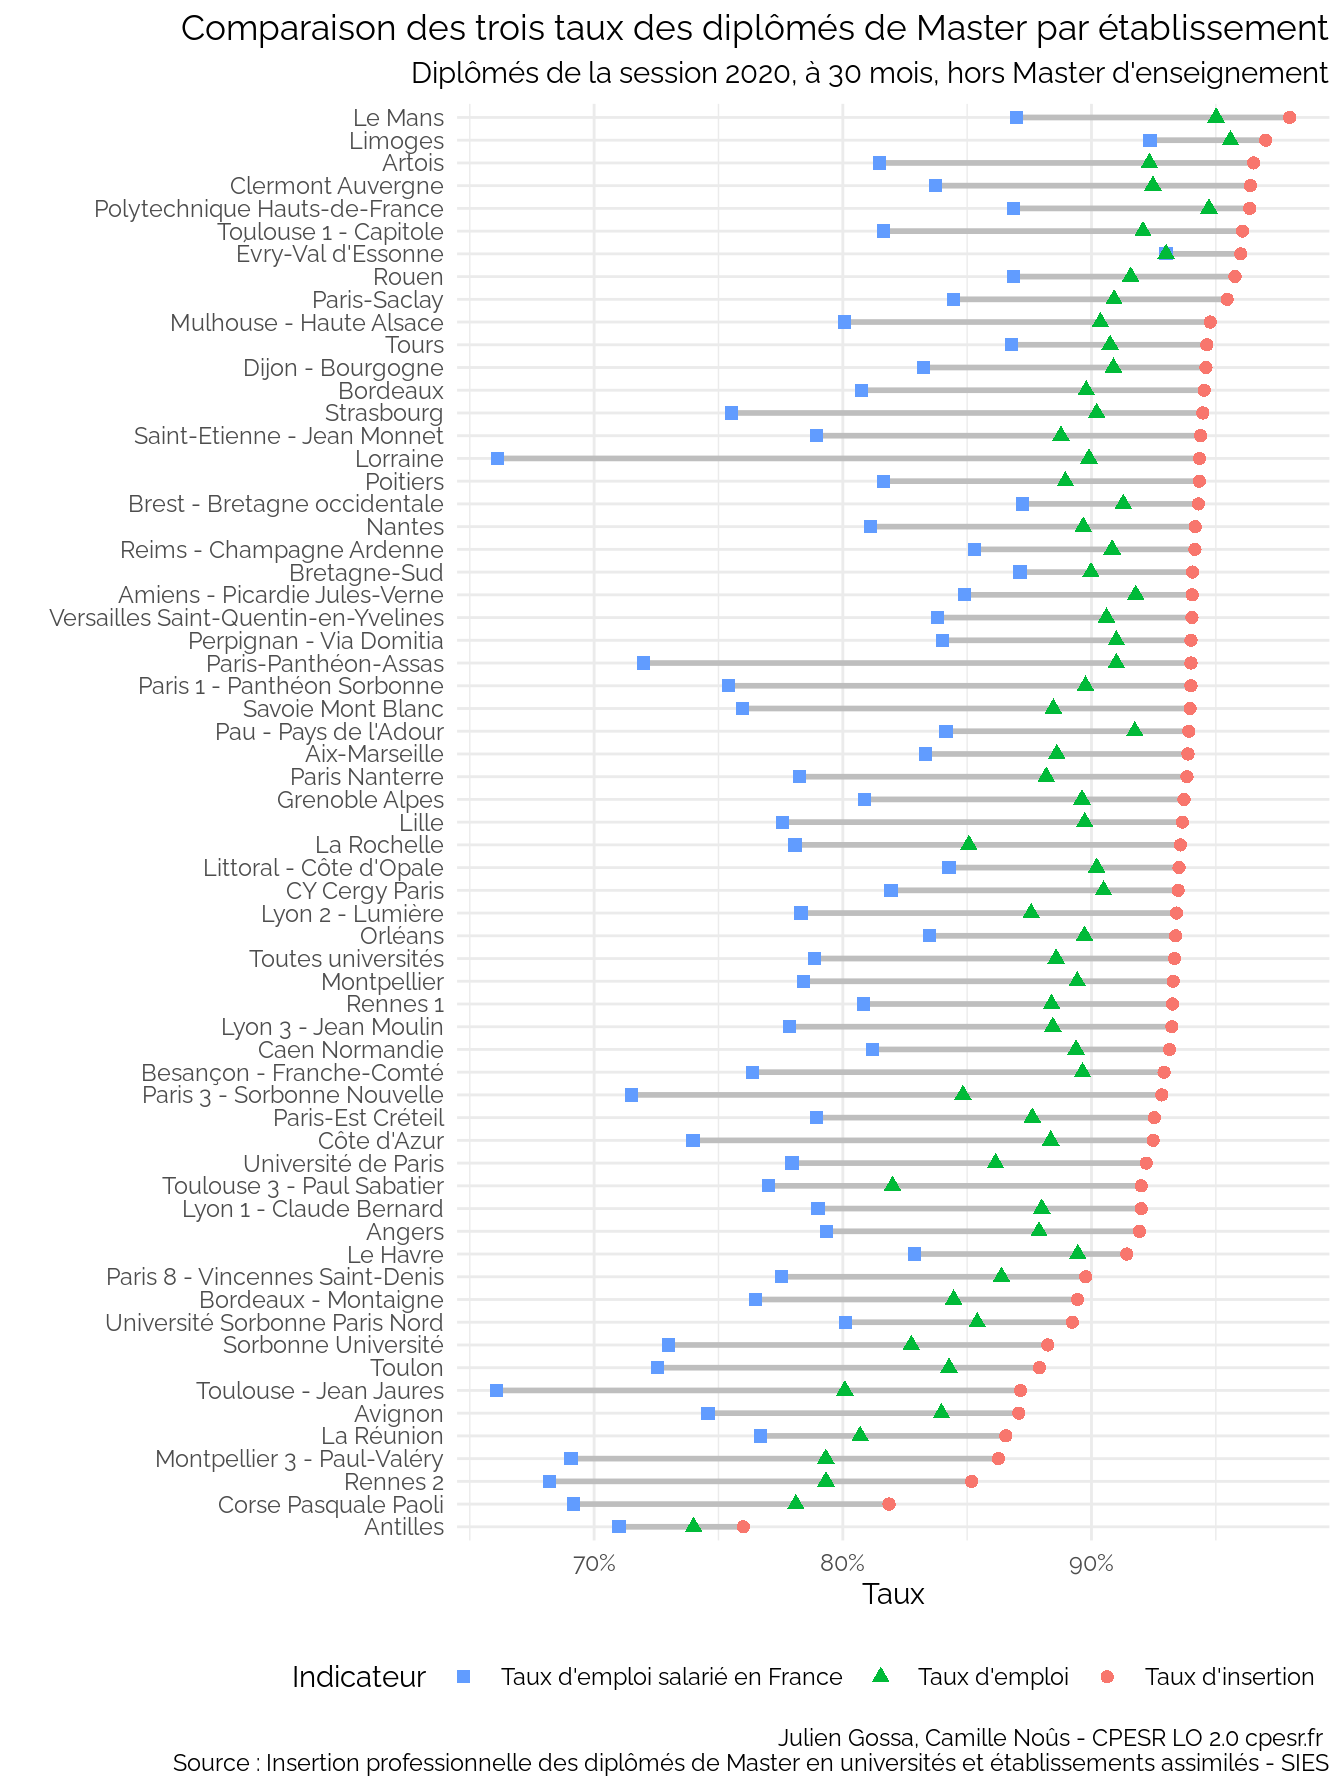 Comparaison des trois taux des diplômés de Master par établissement
Diplômés de la session 2020, à 30 mois, hors Master d'enseignement
Le Mans
Limoges
Artois
Clermont Auvergne
Polytechnique Hauts-de-France
Toulouse 1 - Capitole
Évry-Val d'Essonne
Rouen
Paris-Saclay
Mulhouse - Haute Alsace
Tours
Dijon - Bourgogne
Bordeaux
Strasbourg
Saint-Etienne - Jean Monnet
Lorraine
Poitiers
Brest - Bretagne occidentale
Nantes
Reims - Champagne Ardenne
Bretagne-Sud
Amiens - Picardie Jules-Verne
Versailles Saint-Quentin-en-Yvelines
Perpignan - Via Domitia
Paris-Panthéon-Assas
Paris 1 - Panthéon Sorbonne
Savoie Mont Blanc
Pau - Pays de l'Adour
Aix-Marseille
Paris Nanterre
Grenoble Alpes
Lille
La Rochelle
Littoral - Côte d'Opale
CY Cergy Paris
Lyon 2 - Lumière
Orléans
Toutes universités
Montpellier
Rennes 1
Lyon 3 - Jean Moulin
Caen Normandie
Besançon - Franche-Comté
Paris 3 - Sorbonne Nouvelle
Paris-Est Créteil
Côte d'Azur
Université de Paris
Toulouse 3 - Paul Sabatier
Lyon 1 - Claude Bernard
Angers
Le Havre
Paris 8 - Vincennes Saint-Denis
Bordeaux - Montaigne
Université Sorbonne Paris Nord
Sorbonne Université
Toulon
Toulouse - Jean Jaures
Avignon
La Réunion
Montpellier 3 - Paul-Valéry
Rennes 2
Corse Pasquale Paoli
Antilles
70% 80% 90%
Taux
Indicateur Taux d'emploi salarié en France Taux d'emploi Taux d'insertion
Julien Gossa, Camille Noûs - CPESR LO 2.0 cpesr.fr
Source : Insertion professionnelle des diplômés de Master en universités et établissements assimilés - SIES